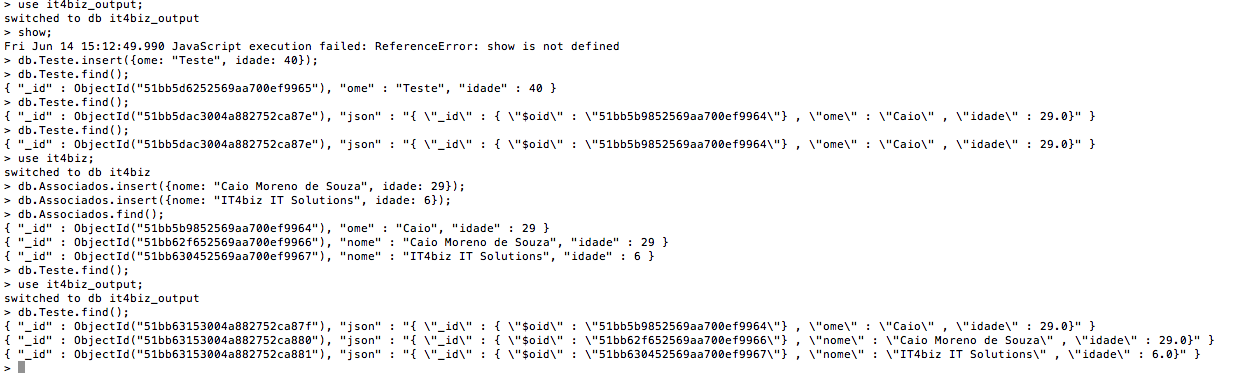 > use it4biz_output;
switched to db it4biz_output
> show;
Fri Jun 14 15:12:49.990 JavaScript execution failed: ReferenceError: show is not defined
> db.Teste.insert({ome: "Teste", idade: 40});
> db.Teste.find();
{ "_id" : ObjectId("51bb5d6252569aa700ef9965"), "ome" : "Teste", "idade" : 40 }
> db.Teste.find();
{ "_id" : ObjectId("51bb5dac3004a882752ca87e"), "json" : "{ \"_id\" : { \"$oid\" : \"51bb5b9852569aa700ef9964\"} , \"ome\" : \"Caio\" , \"idade\" : 29.0}" }
> db.Teste.find();
{ "_id" : ObjectId("51bb5dac3004a882752ca87e"), "json" : "{ \"_id\" : { \"$oid\" : \"51bb5b9852569aa700ef9964\"} , \"ome\" : \"Caio\" , \"idade\" : 29.0}" }
> use it4biz;
switched to db it4biz
> db.Associados.insert({nome: "Caio Moreno de Souza", idade: 29});
> db.Associados.insert({nome: "IT4biz IT Solutions", idade: 6});
> db.Associados.find();
{ "_id" : ObjectId("51bb5b9852569aa700ef9964"), "ome" : "Caio", "idade" : 29 }
{ "_id" : ObjectId("51bb62f652569aa700ef9966"), "nome" : "Caio Moreno de Souza", "idade" : 29 }
{ "_id" : ObjectId("51bb630452569aa700ef9967"), "nome" : "IT4biz IT Solutions", "idade" : 6 }
> db.Teste.find();
> use it4biz_output;
switched to db it4biz_output
> db.Teste.find();
{ "_id" : ObjectId("51bb63153004a882752ca87f"), "json" : "{ \"_id\" : { \"$oid\" : \"51bb5b9852569aa700ef9964\"} , \"ome\" : \"Caio\" , \"idade\" : 29.0}" }
{ "_id" : ObjectId("51bb63153004a882752ca880"), "json" : "{ \"_id\" : { \"$oid\" : \"51bb62f652569aa700ef9966\"} , \"nome\" : \"Caio Moreno de Souza\" , \"idade\" : 29.0}" }
{ "_id" : ObjectId("51bb63153004a882752ca881"), "json" : "{ \"_id\" : { \"$oid\" : \"51bb630452569aa700ef9967\"} , \"nome\" : \"IT4biz IT Solutions\" , \"idade\" : 6.0}" }
>